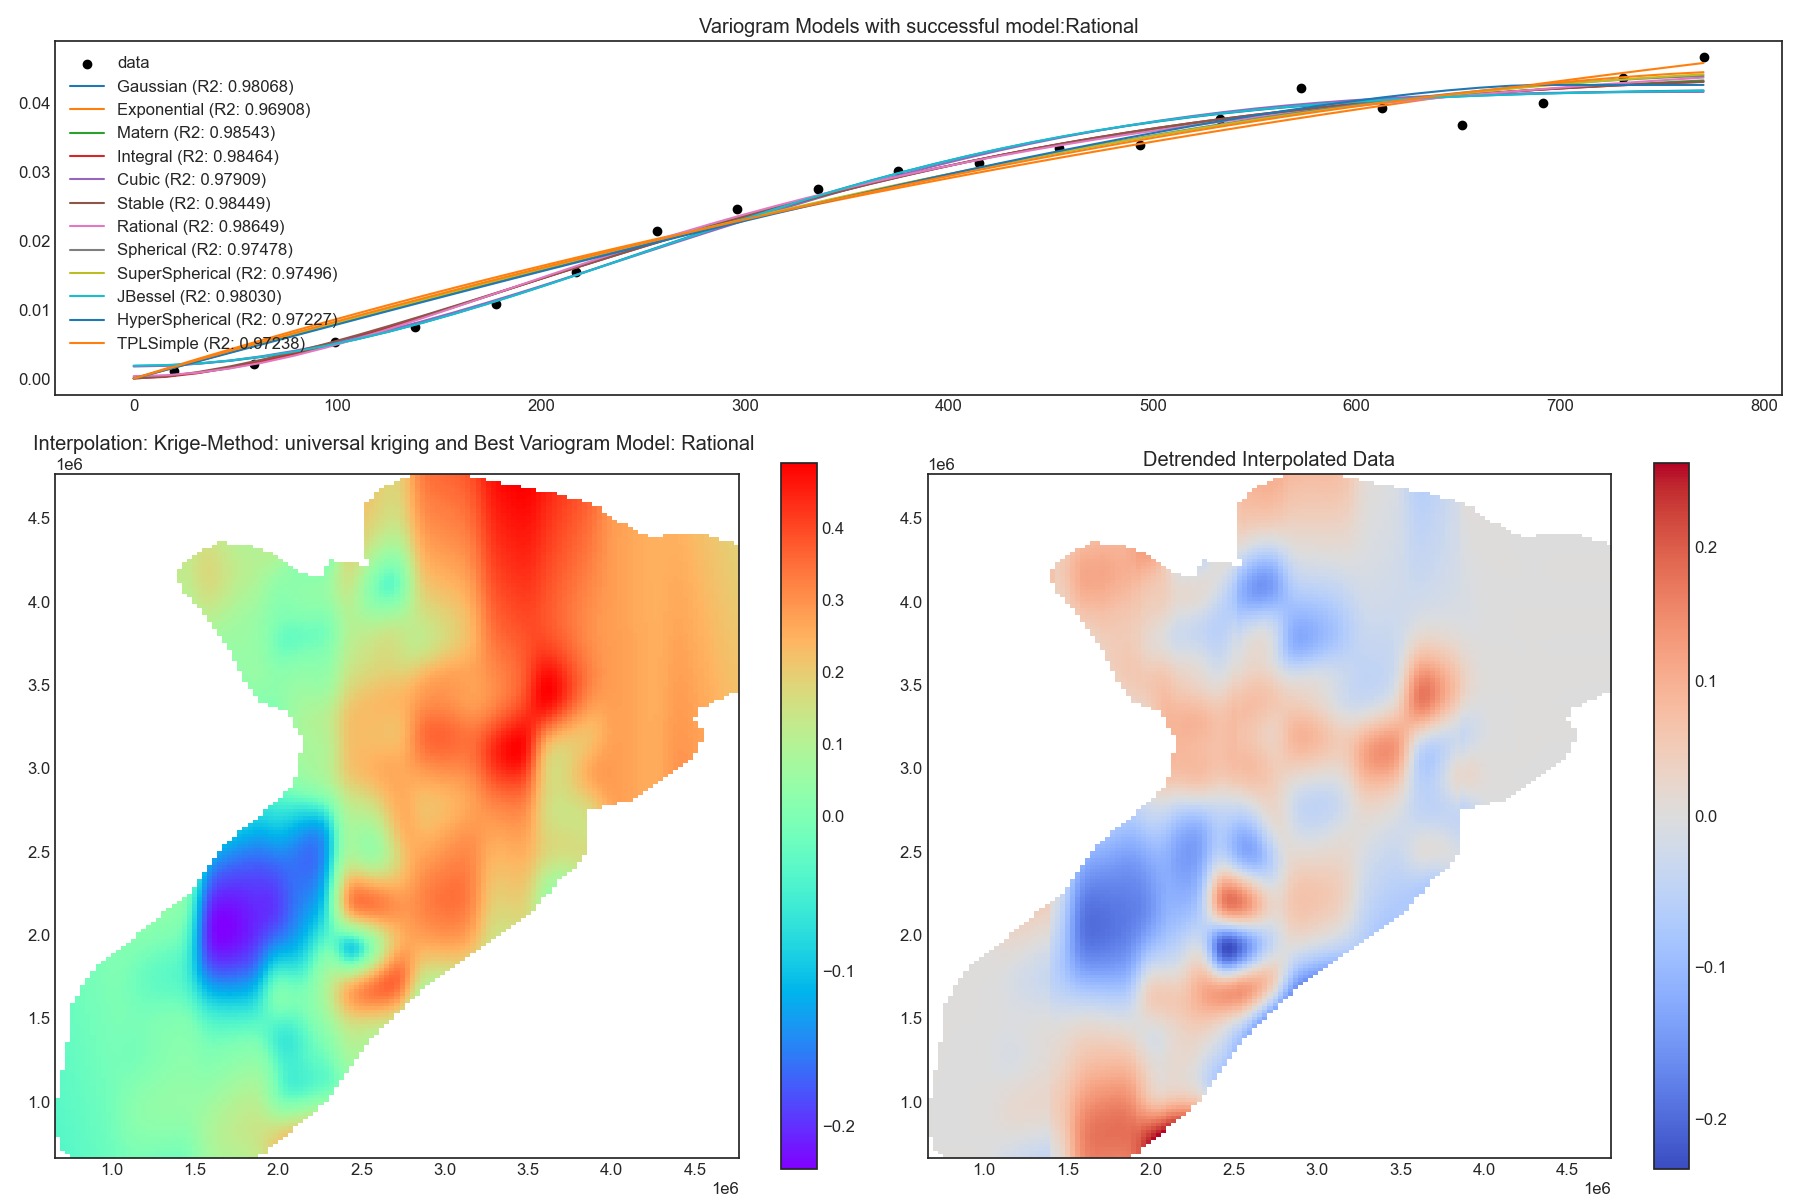 Variogram Models with successful model:Rational
data
Gaussian (R2: 0.98068)
Exponential (R2: 0.96908)
Matern (R2: 0.98543)
Integral (R2: 0.98464)
Cubic (R2: 0.97909)
Stable (R2: 0.98449)
Rational (R2: 0.98649)
Spherical (R2: 0.97478)
SuperSpherical (R2: 0.97496)
JBessel (R2: 0.98030)
HyperSpherical (R2: 0.97227)
TPLSimple (R2: 0.97238)
0.04
0.03
0.02
0.01
0.00
0 100 200 300 400 500 600 700 800
Interpolation: Krige-Method: universal kriging and Best Variogram Model: Rational
1e6
4.5
4.0
3.5
3.0
2.5
2.0
1.5
1.0
1.0 1.5 2.0 2.5 3.0 3.5 4.0 4.5
1e6
0.4
0.3
0.2
0.1
0.0
−0.1
−0.2
Detrended Interpolated Data
1e6
4.5
4.0
3.5
3.0
2.5
2.0
1.5
1.0
1.0 1.5 2.0 2.5 3.0 3.5 4.0 4.5
1e6
0.2
0.1
0.0
−0.1
−0.2